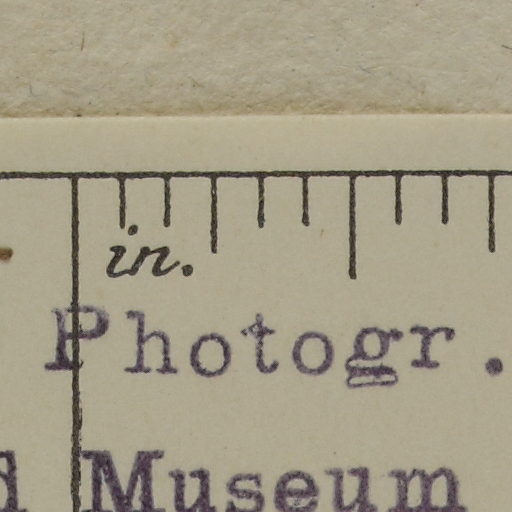 in.
Photogr.
d Museum